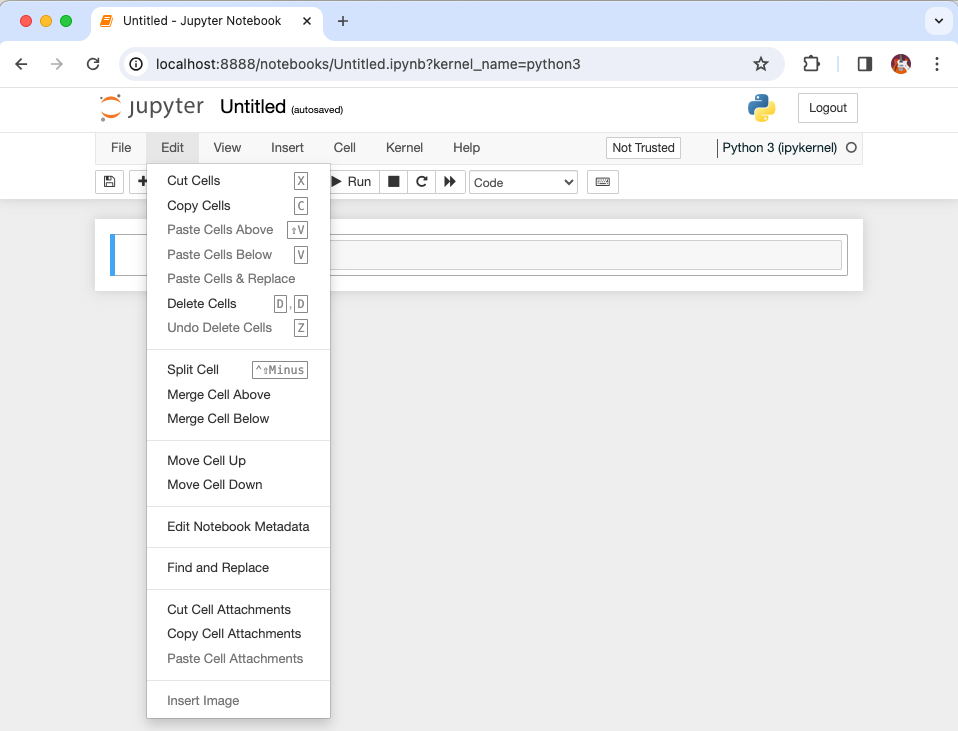 Untitled - Jupyter Notebook
localhost:8888/notebooks/Untitled.ipynb?kernel_name=python3
jupyter Untitled (autosaved) Logout
File Edit View Insert Cell Kernel Help Not Trusted Python 3 (ipykernel)
Run Code
Cut Cells X
Copy Cells C
Paste Cells Above ⇧V
Paste Cells Below V
Paste Cells & Replace
Delete Cells D,D
Undo Delete Cells Z
Split Cell ^⇧Minus
Merge Cell Above
Merge Cell Below
Move Cell Up
Move Cell Down
Edit Notebook Metadata
Find and Replace
Cut Cell Attachments
Copy Cell Attachments
Paste Cell Attachments
Insert Image